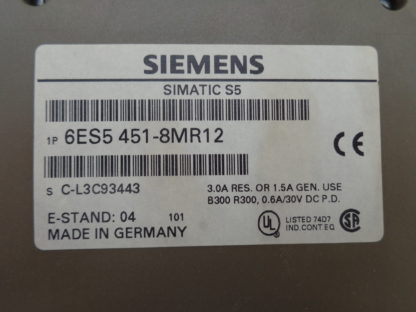 SIEMENS
SIMATIC S5
1P 6ES5 451-8MR12
CE
S C-L3C93443
3.0A RES. OR 1.5A GEN. USE
B300 R300, 0.6A/30V DC P.D.
E-STAND: 04 101
MADE IN GERMANY
UL LISTED 74D7
IND.CONT.EQ.
SA